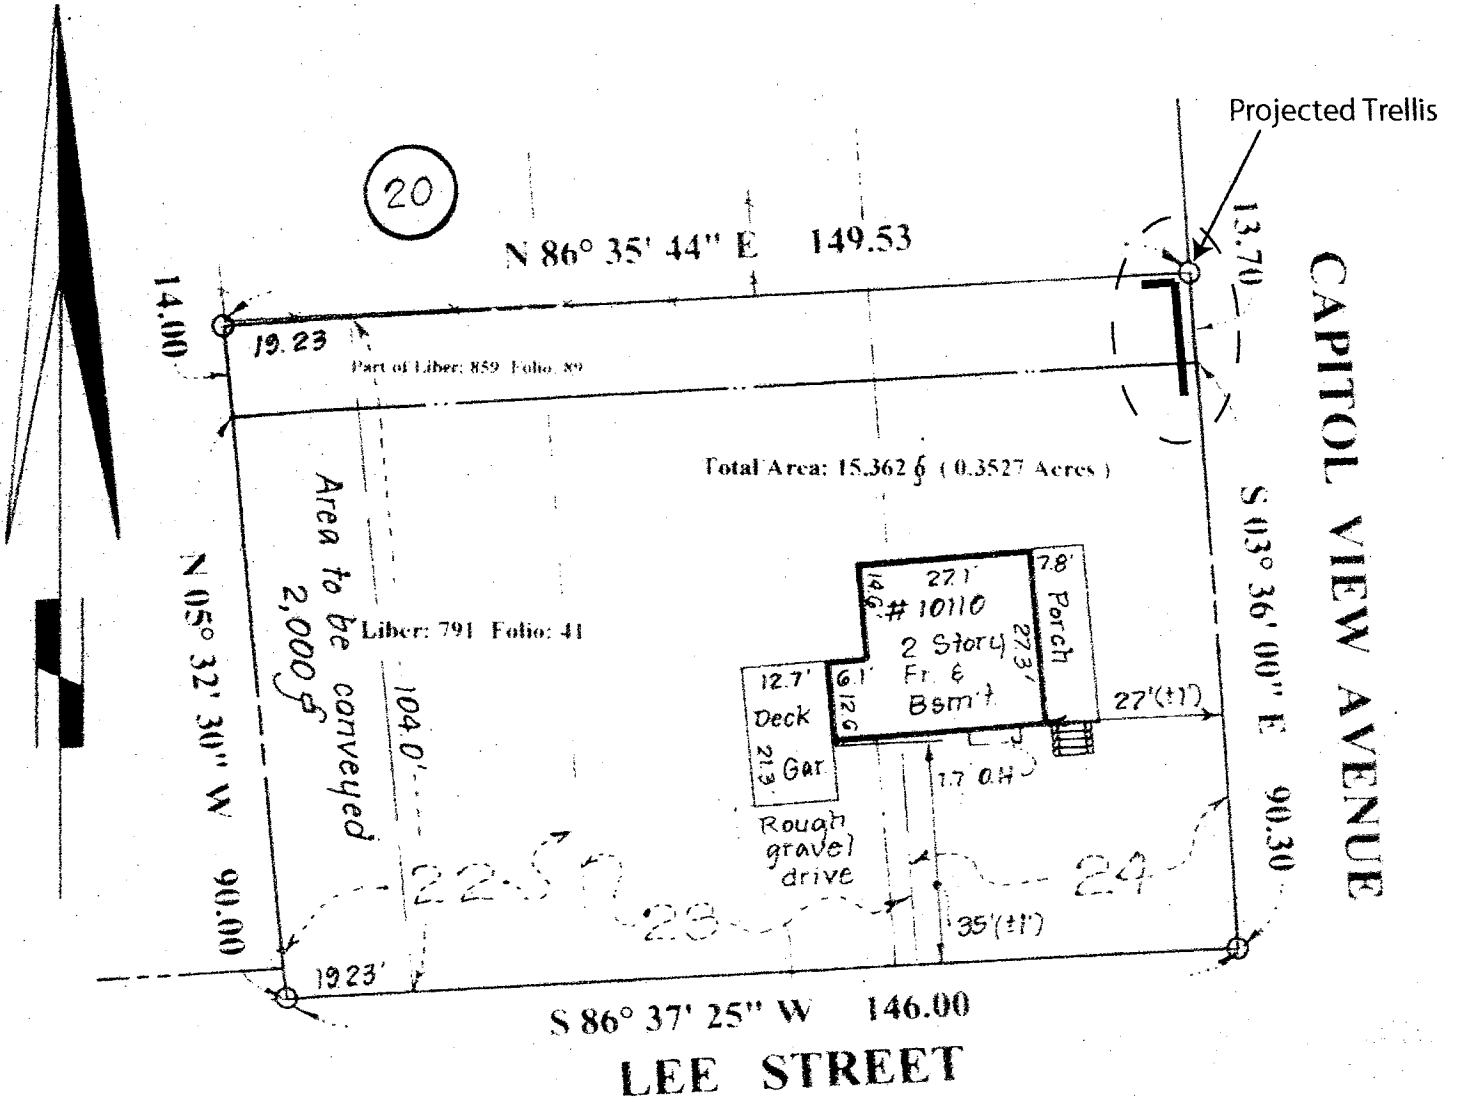 Projected Trellis
20
N 86° 35' 44" E 149.53
13.70
14.00
19.23
Part of Liber: 859 Folio: 89
CAPITOL VIEW AVENUE
Total Area: 15.362 ( 0.3527 Acres )
S 03° 36' 00" E 90.30
N 05° 32' 30" W 90.00
Area to be conveyed
2,000
Liber: 791 Folio: 41
104.0'
27.1'
7.8'
14.6
# 10110
Porch
2 Story
27.3'
Fr. &
Bsm't.
6.1'
12.6
12.7'
Deck
21.3'
Gar.
27'(±1')
1.7 O.H
Rough
gravel
drive
22
23
24
35'(±1')
19.23'
S 86° 37' 25" W 146.00
LEE STREET